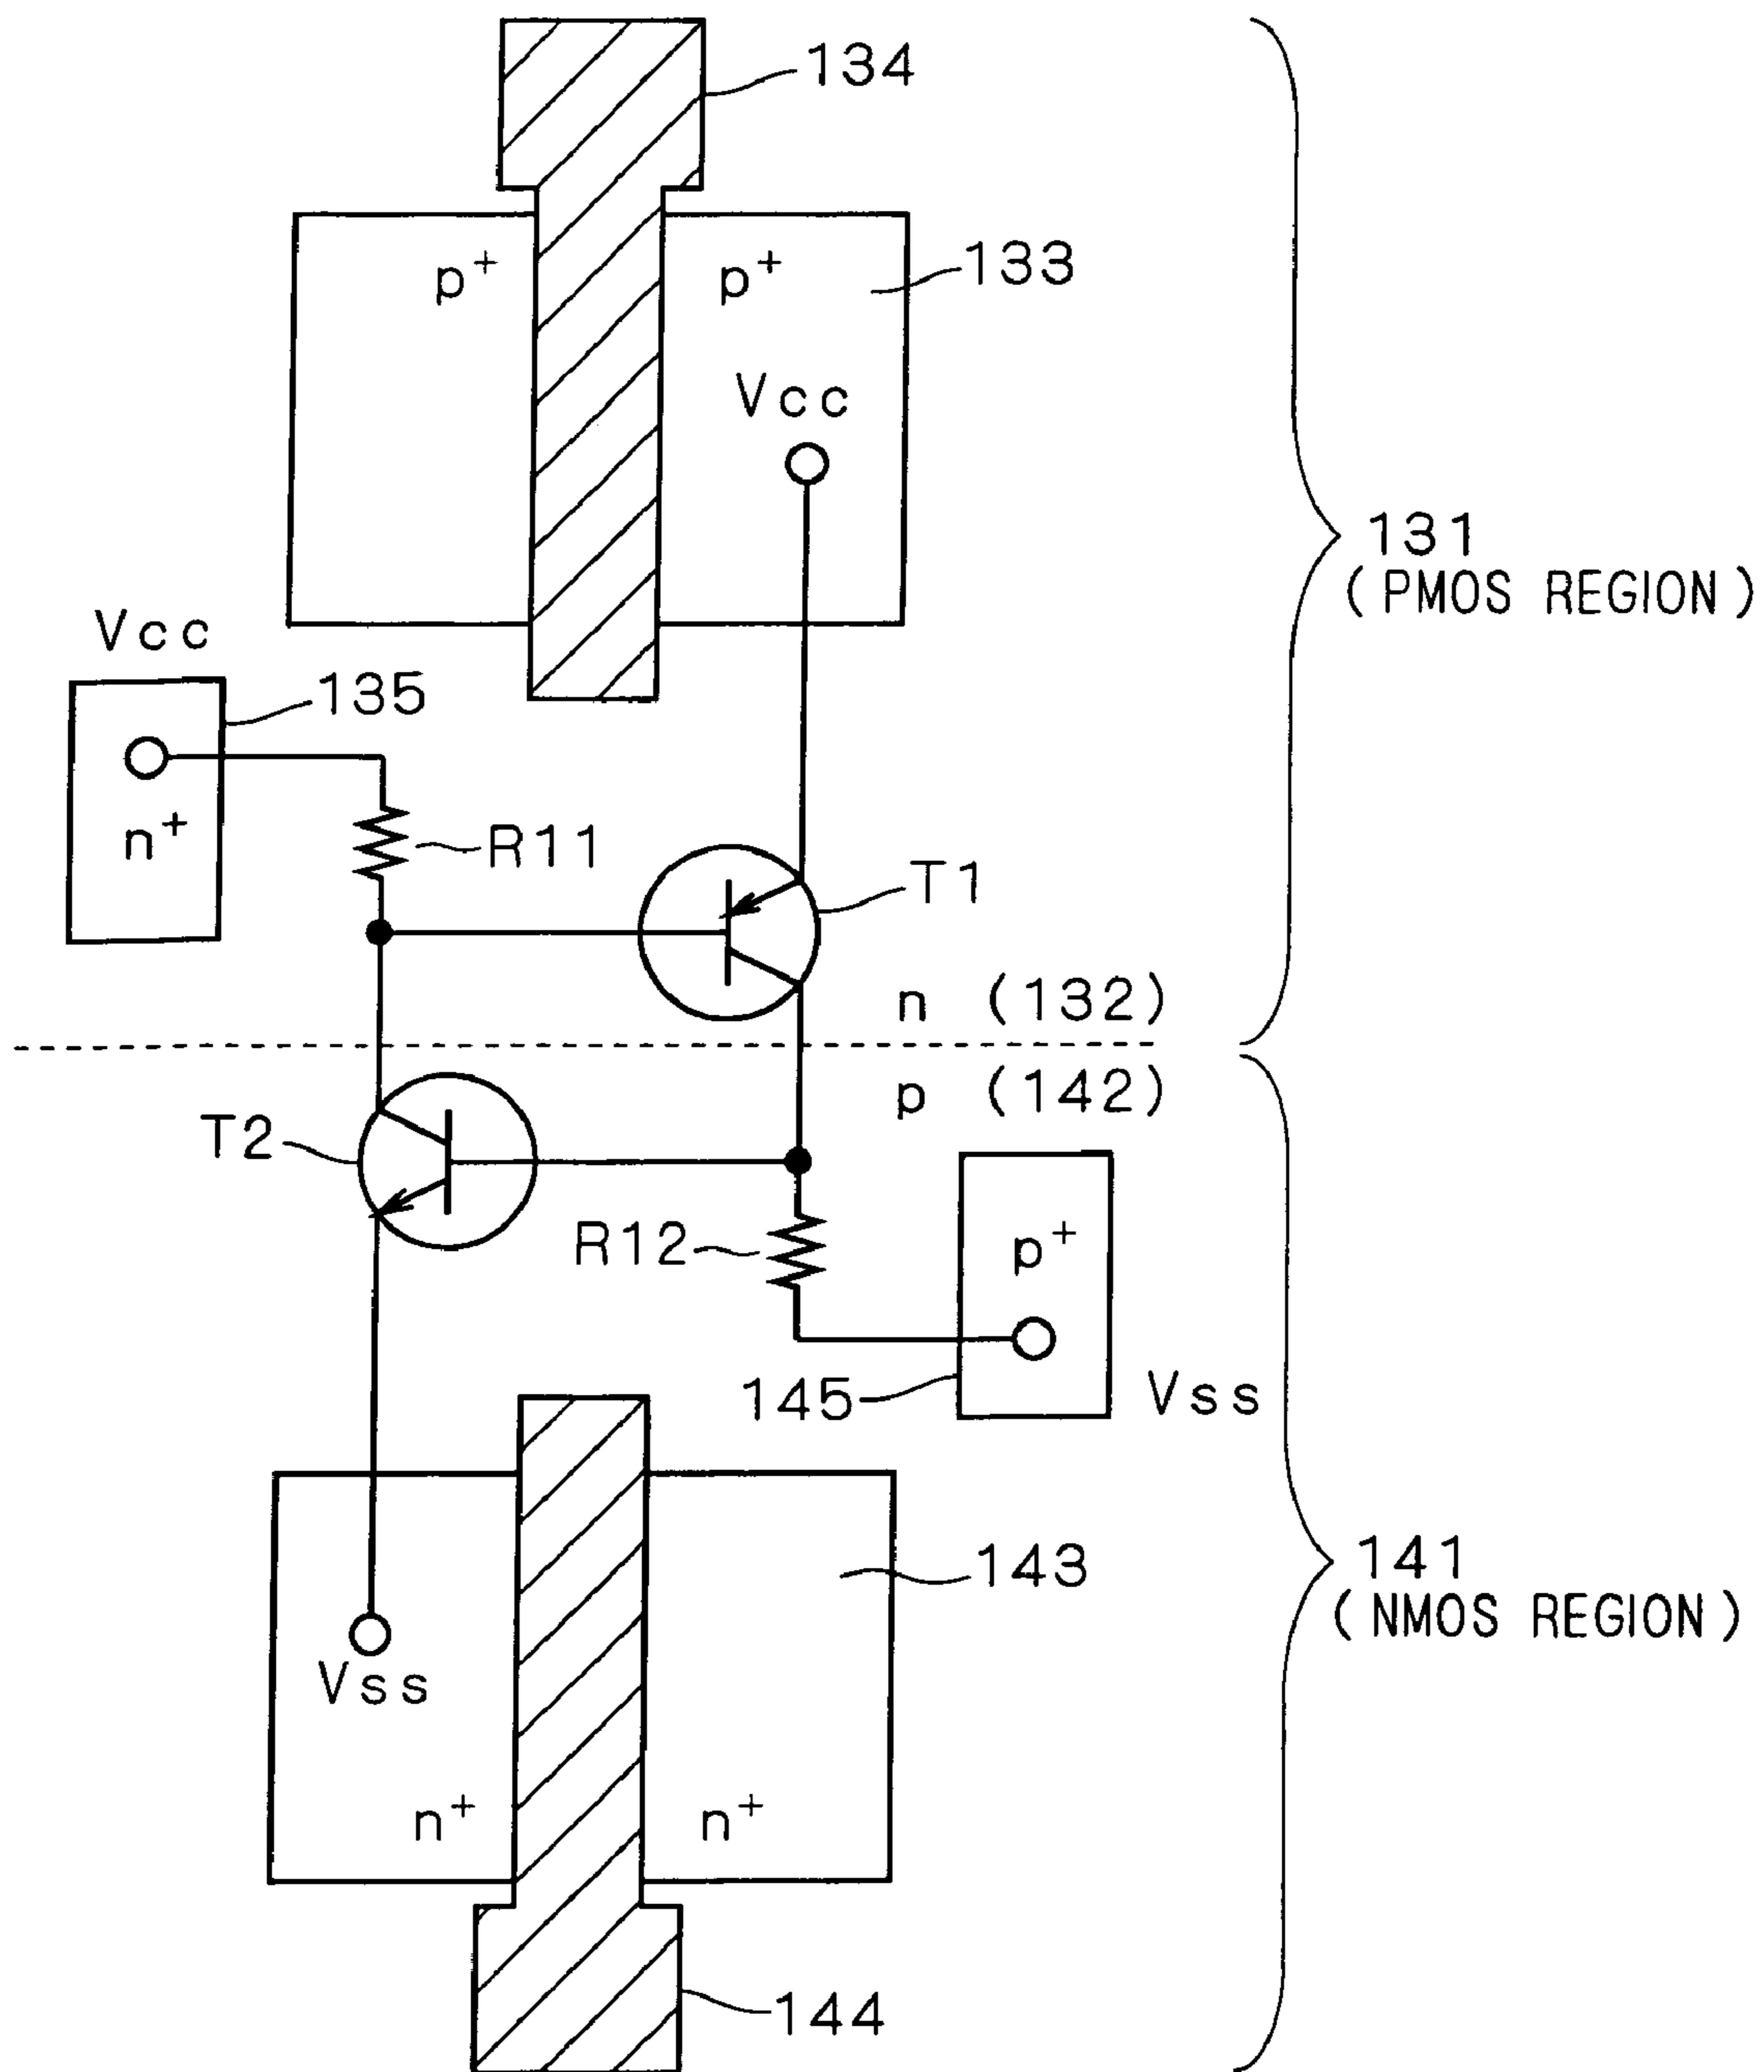 134
p+
p+
133
Vcc
131
(PMOS REGION)
Vcc
135
n+
R11
T1
n (132)
p (142)
T2
R12
p+
145
Vss
143
141
(NMOS REGION)
Vss
n+
n+
144